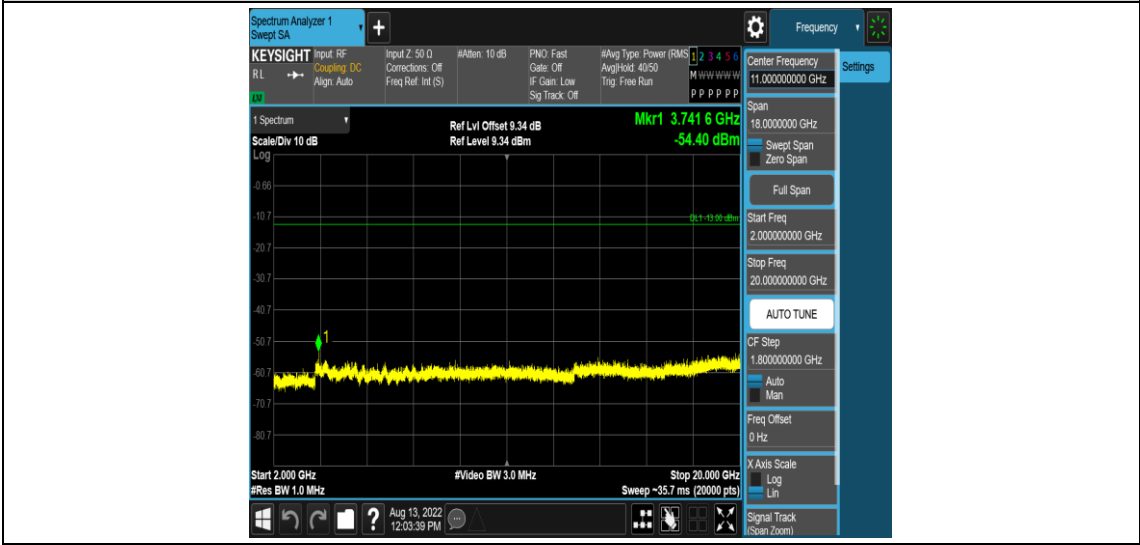 Spectrum Analyzer 1
Swept SA
+
Frequency
KEYSIGHT
RL
LW
Input: RF
Coupling: DC
Align: Auto
Input Z: 50 Ω
Corrections: Off
Freq Ref: Int (S)
#Atten: 10 dB
PNO: Fast
Gate: Off
IF Gain: Low
Sig Track: Off
#Avg Type: Power (RMS
Avg|Hold: 40/50
Trig: Free Run
1 2 3 4 5 6
M W W W W W
P P P P P P
1 Spectrum
Scale/Div 10 dB
Log
Ref Lvl Offset 9.34 dB
Ref Level 9.34 dBm
Mkr1 3.741 6 GHz
-54.40 dBm
-0.66
-10.7
DL1 -13.00 dBm
-20.7
-30.7
-40.7
-50.7
1
-60.7
-70.7
-80.7
Start 2.000 GHz
#Res BW 1.0 MHz
#Video BW 3.0 MHz
Stop 20.000 GHz
Sweep ~35.7 ms (20000 pts)
?
Aug 13, 2022
12:03:39 PM
Center Frequency
11.000000000 GHz
Settings
Span
18.0000000 GHz
Swept Span
Zero Span
Full Span
Start Freq
2.000000000 GHz
Stop Freq
20.000000000 GHz
AUTO TUNE
CF Step
1.800000000 GHz
Auto
Man
Freq Offset
0 Hz
X Axis Scale
Log
Lin
Signal Track
(Span Zoom)